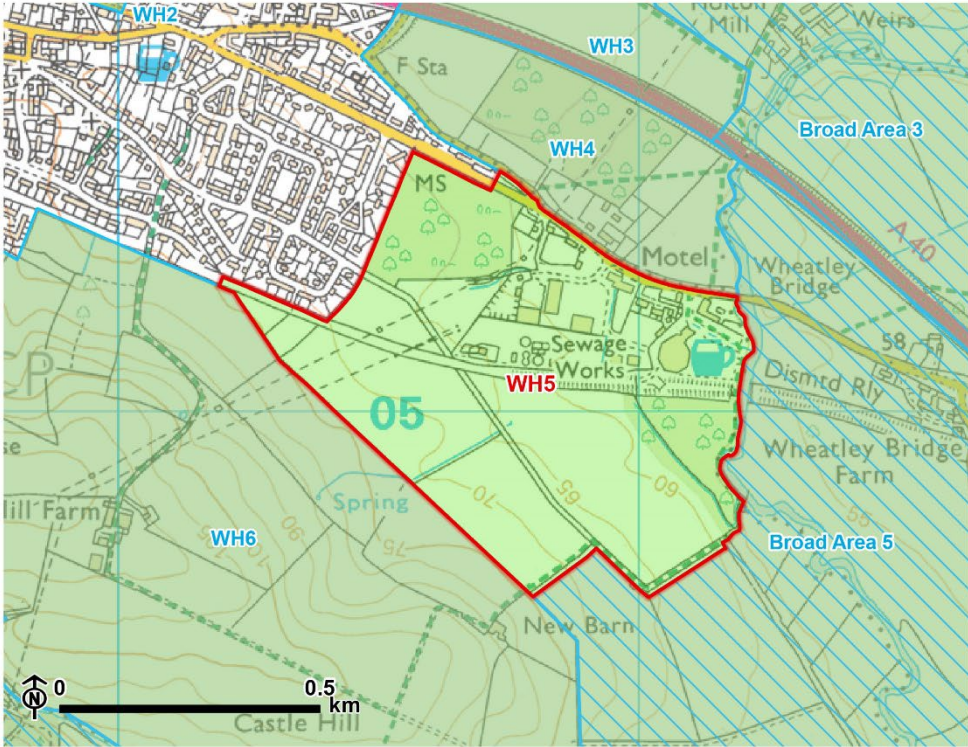 WH2
Mill
Weirs
WH3
F Sta
Broad Area 3
WH4
MS
A 40
Motel
Wheatley
Bridge
58
Sewage
Works
WH5
Dismtd Rly
05
Wheatley Bridge
Farm
60
65
70
Spring
55
WH6
90
75
Broad Area 5
New Barn
N
0
0.5
km
Castle Hill